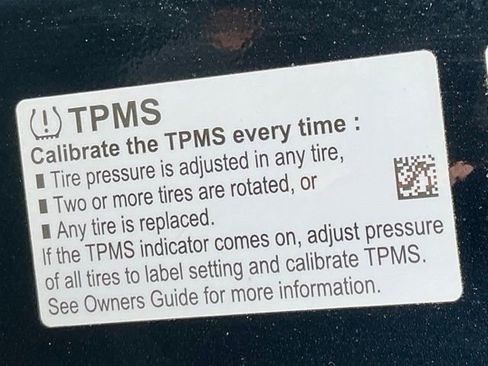 TPMS
Calibrate the TPMS every time :
Tire pressure is adjusted in any tire,
Two or more tires are rotated, or
Any tire is replaced.
If the TPMS indicator comes on, adjust pressure
of all tires to label setting and calibrate TPMS.
See Owners Guide for more information.